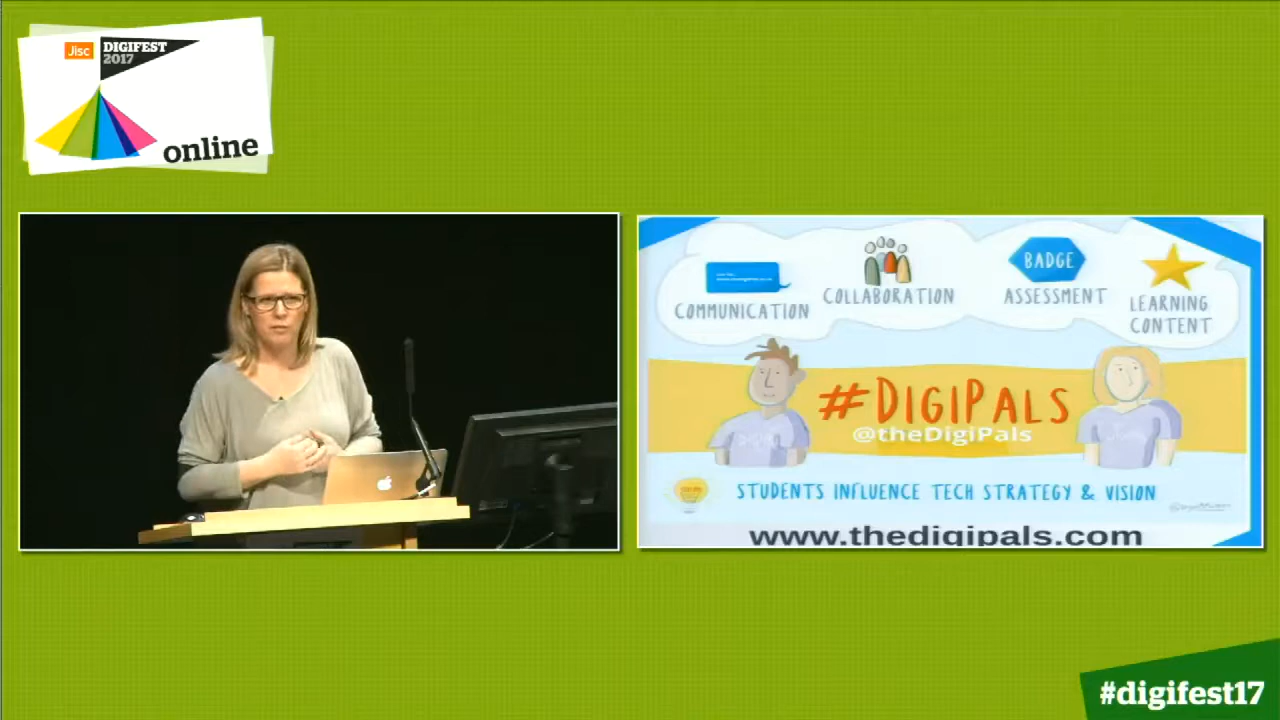 Jisc
DIGIFEST
2017
online
COMMUNICATION
COLLABORATION
BADGE
ASSESSMENT
LEARNING
CONTENT
#DIGIPALS
@theDigiPals
STUDENTS INFLUENCE TECH STRATEGY & VISION
www.thedigipals.com
#digifest17